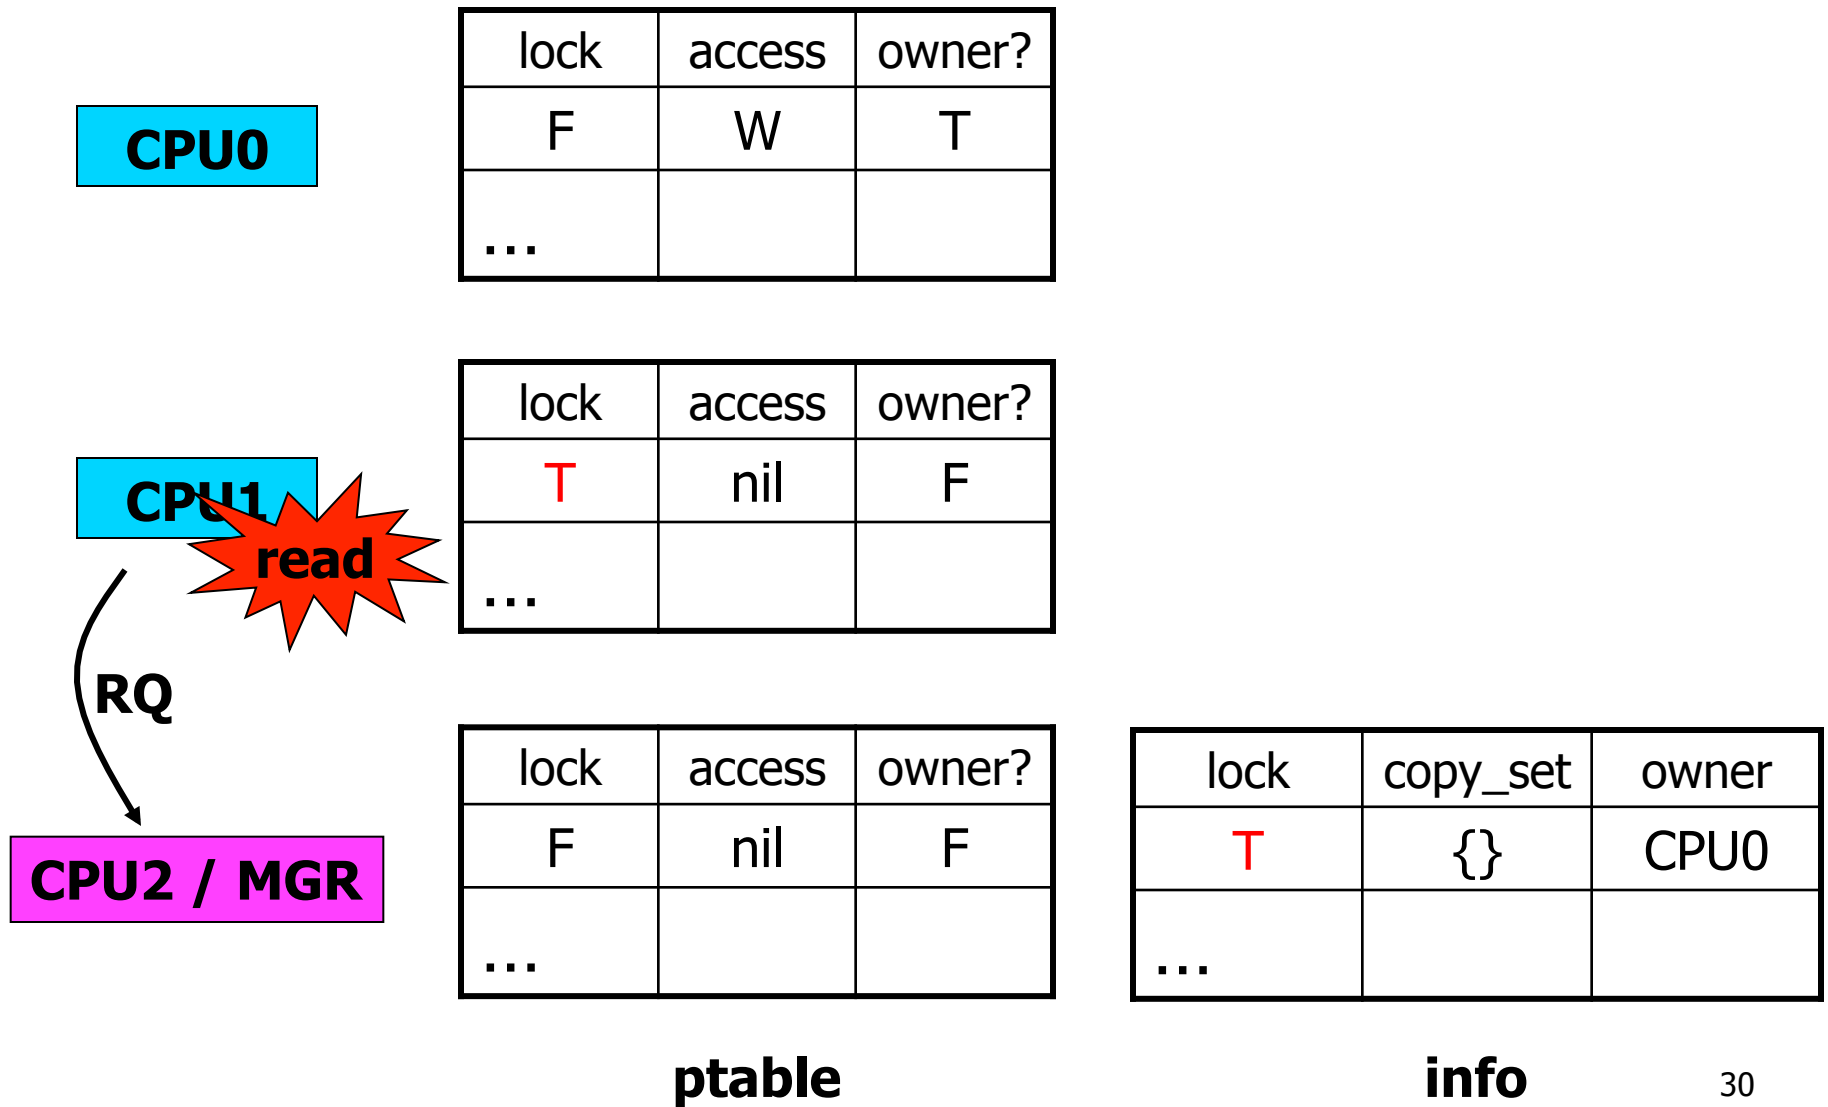 lock access owner?
CPU0
F W T
...
lock access owner?
CPU1
T nil F
read
...
RQ
lock access owner?
lock copy_set owner
CPU2 / MGR
F nil F
T {} CPU0
...
...
ptable
info
30